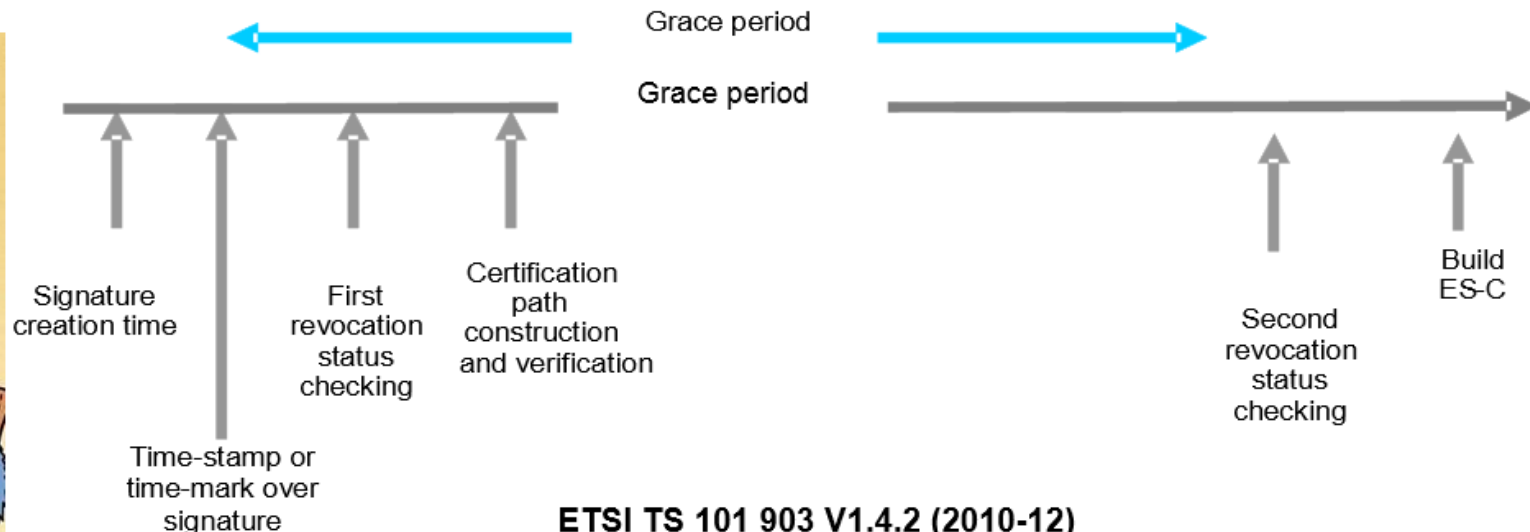 Grace period
Grace period
Signature
creation time
Time-stamp or
time-mark over
signature
First
revocation
status
checking
Certification
path
construction
and verification
Second
revocation
status
checking
Build
ES-C
ETSI TS 101 903 V1.4.2 (2010-12)